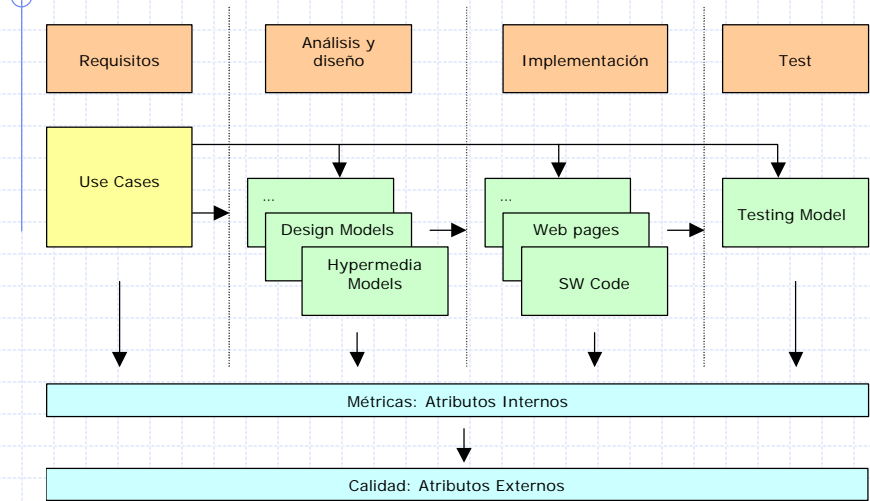 Requisitos
Análisis y
diseño
Implementación
Test
Use Cases
...
Design Models
Hypermedia
Models
...
Web pages
SW Code
Testing Model
Métricas: Atributos Internos
Calidad: Atributos Externos